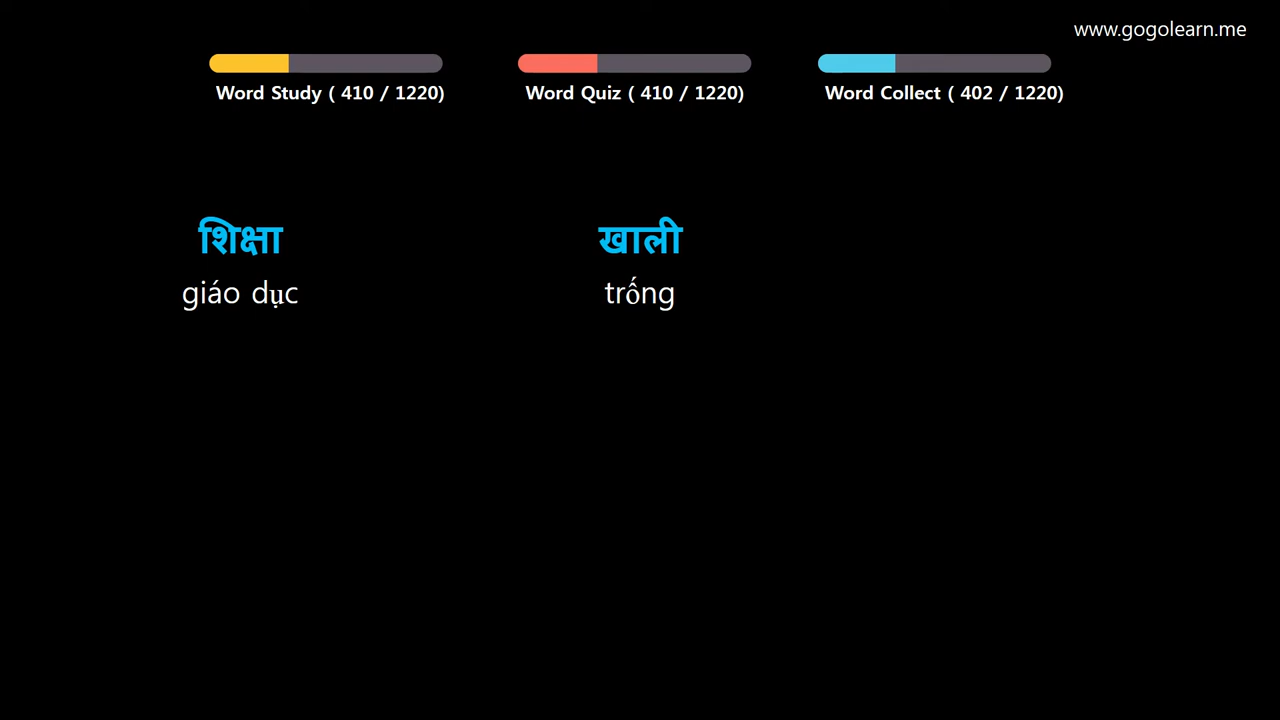 www.gogolearn.me
Word Study ( 410 / 1220)
Word Quiz ( 410 / 1220)
Word Collect ( 402 / 1220)
शिक्षा
giáo dục
खाली
trống